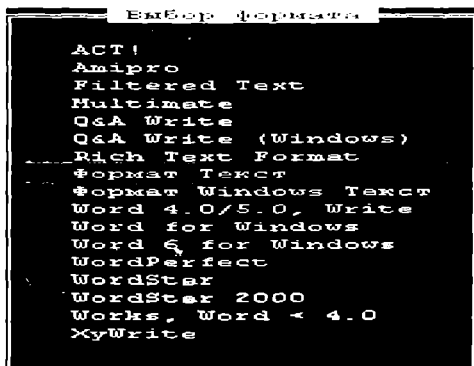 Выбор формата
ACT!
Amipro
Filtered Text
Multimate
Q&A Write
Q&A Write (Windows)
Rich Text Format
Формат Текст
Формат Windows Текст
Word 4.0/5.0, Write
Word for Windows
Word 6 for Windows
WordPerfect
WordStar
WordStar 2000
Works, Word < 4.0
XyWrite